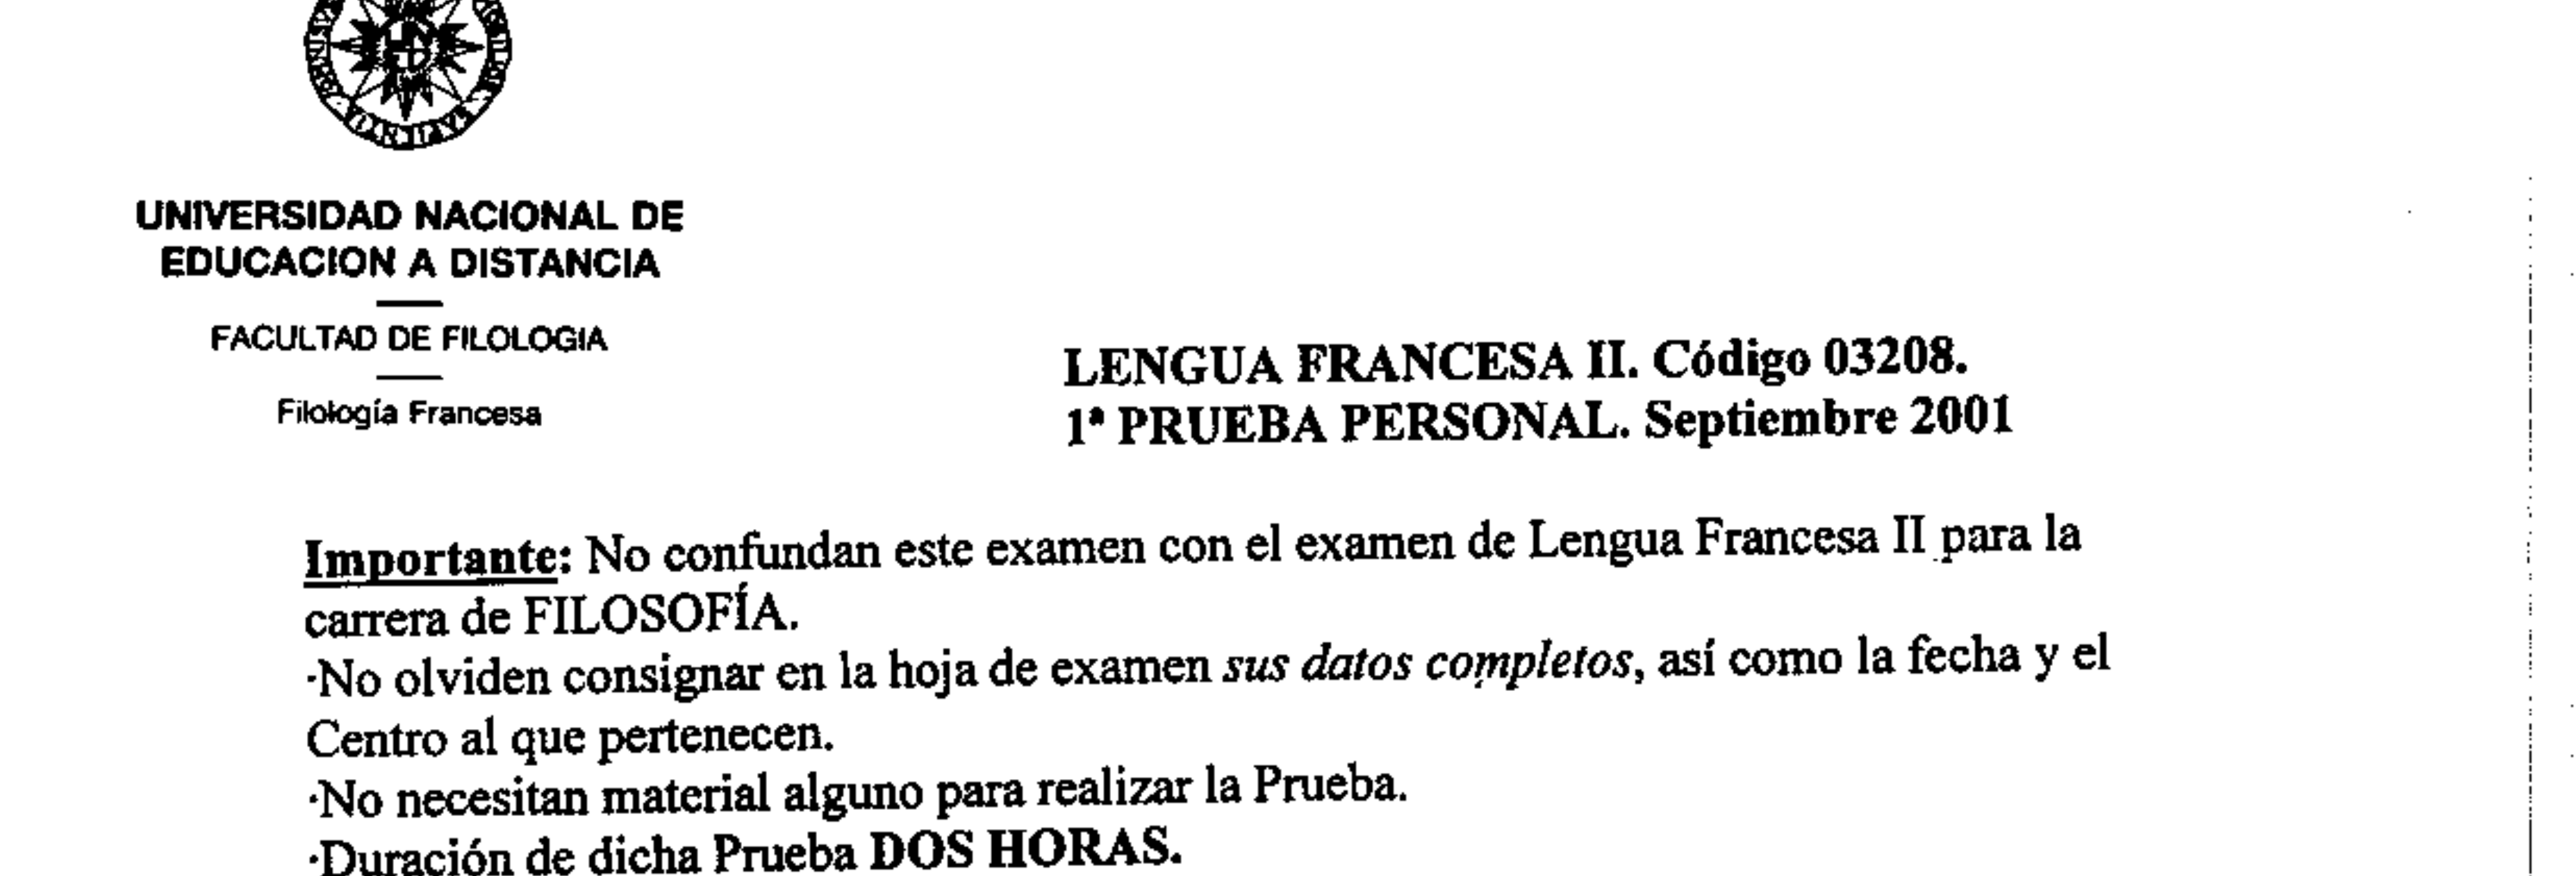 UNIVERSIDAD NACIONAL DE
EDUCACION A DISTANCIA
FACULTAD DE FILOLOGIA
Filología Francesa
LENGUA FRANCESA II. Código 03208.
1ª PRUEBA PERSONAL. Septiembre 2001
Importante: No confundan este examen con el examen de Lengua Francesa II para la
carrera de FILOSOFÍA.
·No olviden consignar en la hoja de examen sus datos completos, así como la fecha y el
Centro al que pertenecen.
·No necesitan material alguno para realizar la Prueba.
·Duración de dicha Prueba DOS HORAS.